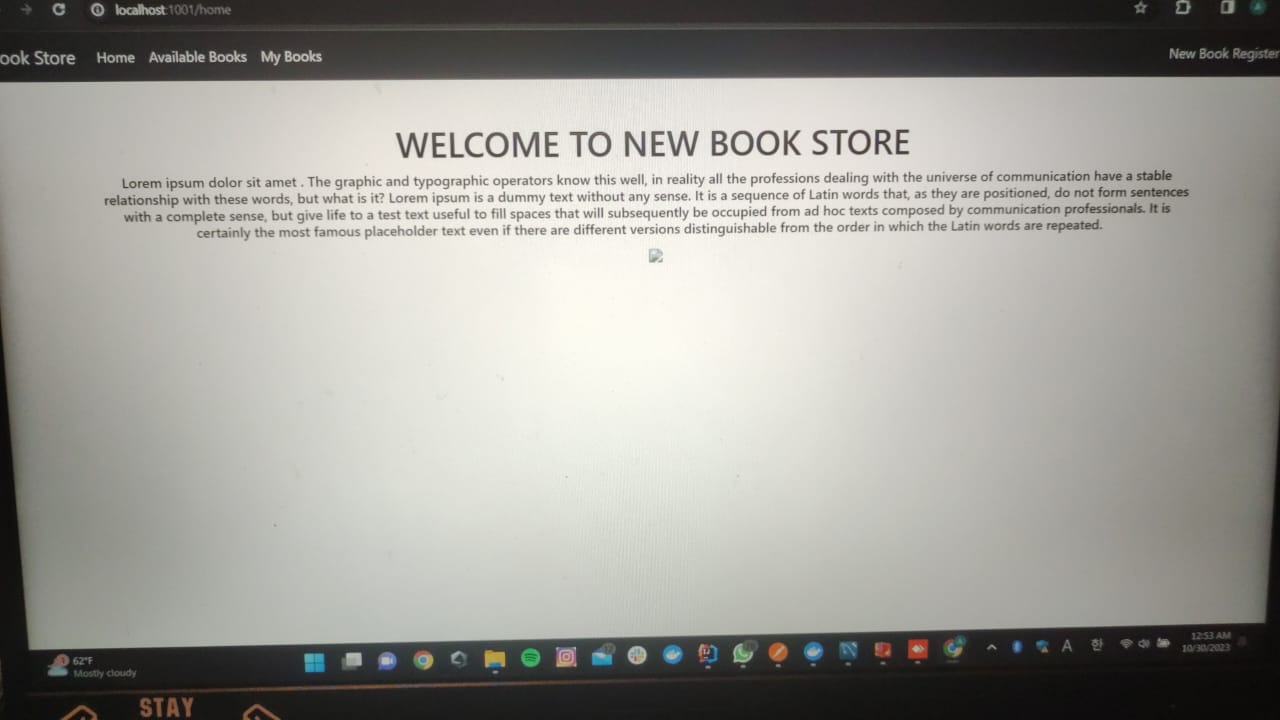 localhost:1001/home
ook Store Home Available Books My Books New Book Register
WELCOME TO NEW BOOK STORE
Lorem ipsum dolor sit amet . The graphic and typographic operators know this well, in reality all the professions dealing with the universe of communication have a stable
relationship with these words, but what is it? Lorem ipsum is a dummy text without any sense. It is a sequence of Latin words that, as they are positioned, do not form sentences
with a complete sense, but give life to a test text useful to fill spaces that will subsequently be occupied from ad hoc texts composed by communication professionals. It is
certainly the most famous placeholder text even if there are different versions distinguishable from the order in which the Latin words are repeated.
62°F
Mostly cloudy
A 한
12:53 AM
10/30/2023
STAY